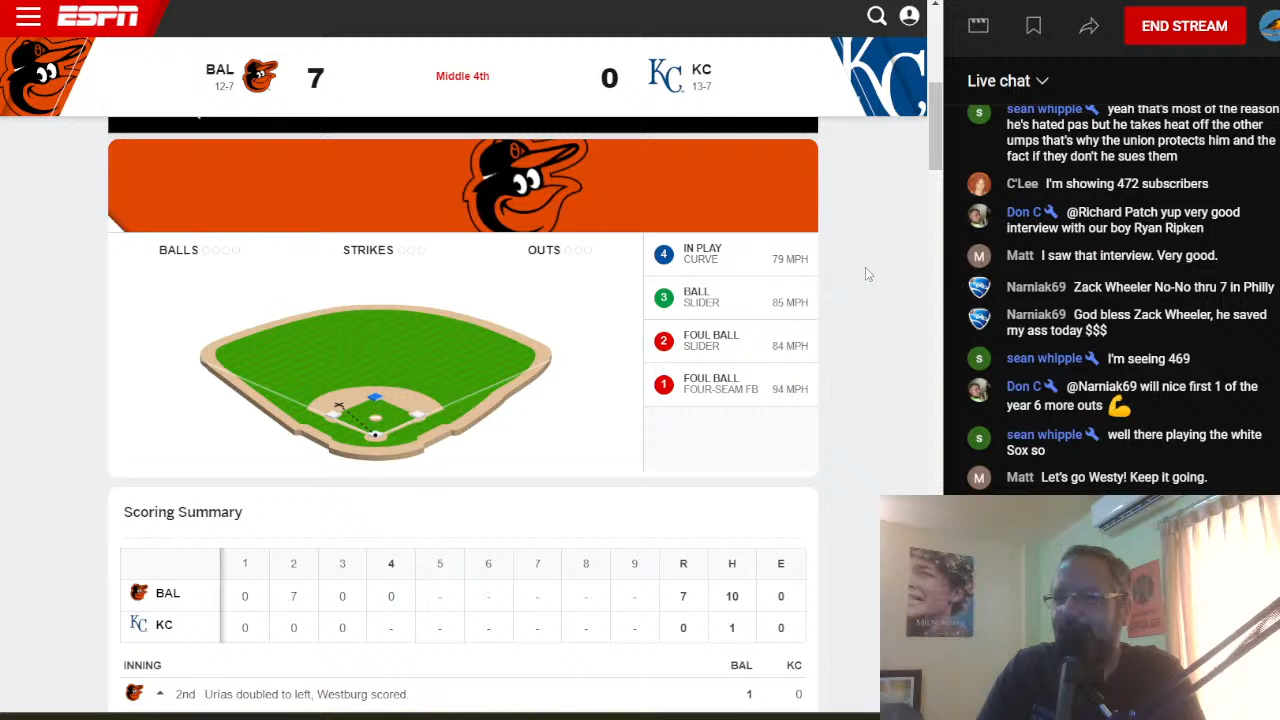 ESPN
BAL
12-7
7
Middle 4th
0
KC
KC
13-7
KC
BALLS
STRIKES
OUTS
4 IN PLAY
CURVE 79 MPH
3 BALL
SLIDER 85 MPH
2 FOUL BALL
SLIDER 84 MPH
1 FOUL BALL
FOUR-SEAM FB 94 MPH
Scoring Summary
1 2 3 4 5 6 7 8 9 R H E
BAL 0 7 0 0 - - - - - 7 10 0
KC KC 0 0 0 - - - - - - 0 1 0
INNING BAL KC
2nd Urias doubled to left, Westburg scored. 1 0
END STREAM
Live chat
S sean whipple yeah that's most of the reason
he's hated pas but he takes heat off the other
umps that's why the union protects him and the
fact if they don't he sues them
C'Lee I'm showing 472 subscribers
Don C @Richard Patch yup very good
interview with our boy Ryan Ripken
M Matt I saw that interview. Very good.
Narniak69 Zack Wheeler No-No thru 7 in Philly
Narniak69 God bless Zack Wheeler, he saved
my ass today $$$
S sean whipple I'm seeing 469
Don C @Narniak69 will nice first 1 of the
year 6 more outs 💪
S sean whipple well there playing the white
Sox so
M Matt Let's go Westy! Keep it going.